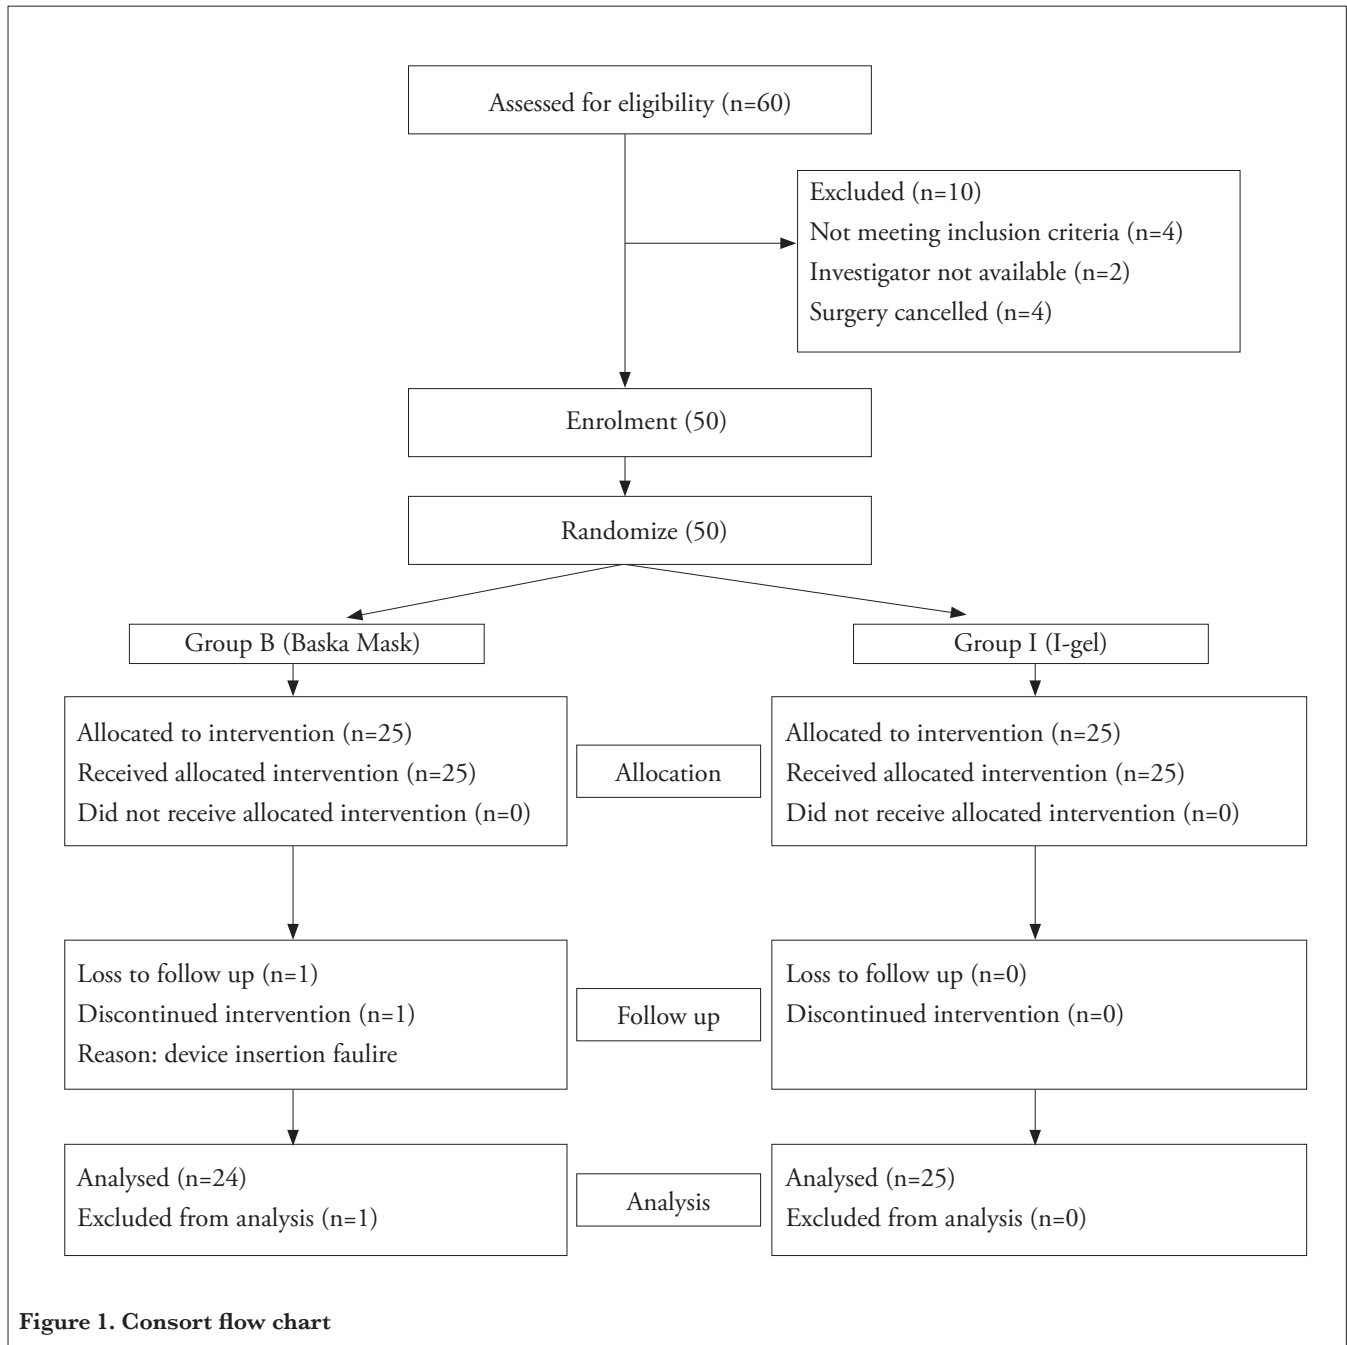 Assessed for eligibility (n=60)
Excluded (n=10)
Not meeting inclusion criteria (n=4)
Investigator not available (n=2)
Surgery cancelled (n=4)
Enrolment (50)
Randomize (50)
Group B (Baska Mask)
Group I (I-gel)
Allocated to intervention (n=25)
Received allocated intervention (n=25)
Did not receive allocated intervention (n=0)
Allocation
Allocated to intervention (n=25)
Received allocated intervention (n=25)
Did not receive allocated intervention (n=0)
Loss to follow up (n=1)
Discontinued intervention (n=1)
Reason: device insertion faulire
Follow up
Loss to follow up (n=0)
Discontinued intervention (n=0)
Analysed (n=24)
Excluded from analysis (n=1)
Analysis
Analysed (n=25)
Excluded from analysis (n=0)
Figure 1. Consort flow chart